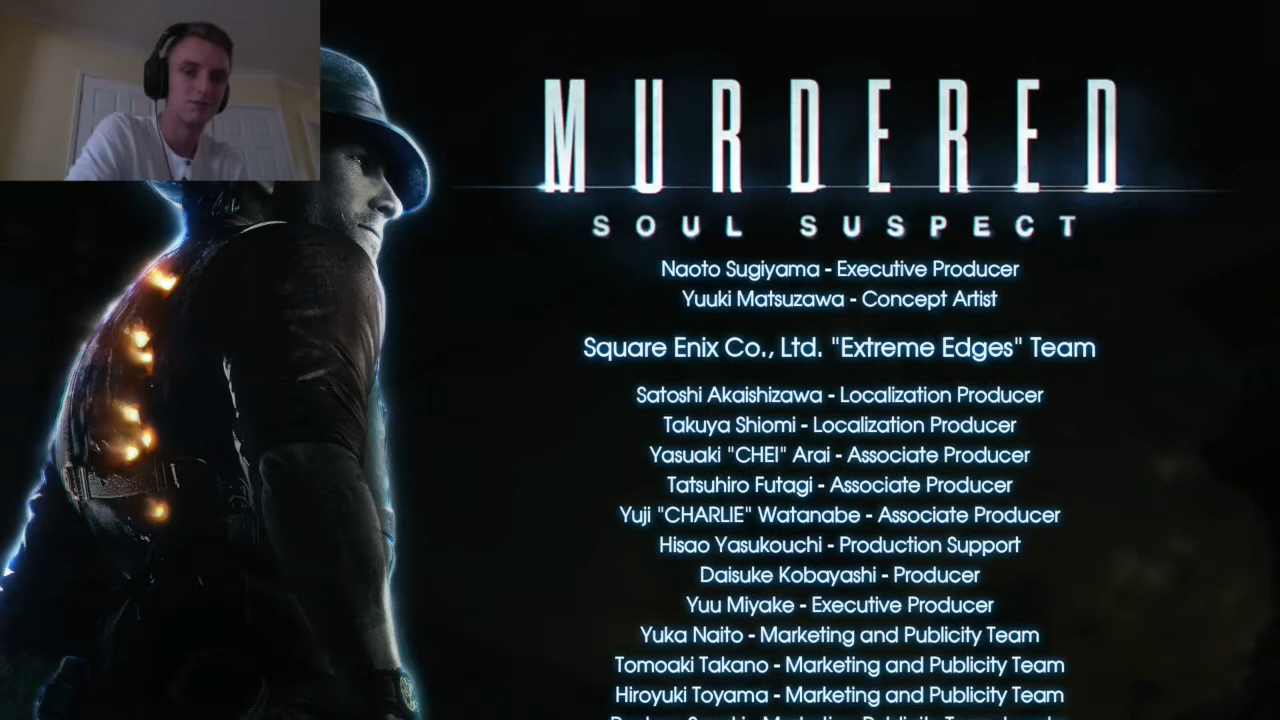 MURDERED
SOUL SUSPECT
Naoto Sugiyama - Executive Producer
Yuuki Matsuzawa - Concept Artist
Square Enix Co., Ltd. "Extreme Edges" Team
Satoshi Akaishizawa - Localization Producer
Takuya Shiomi - Localization Producer
Yasuaki "CHEI" Arai - Associate Producer
Tatsuhiro Futagi - Associate Producer
Yuji "CHARLIE" Watanabe - Associate Producer
Hisao Yasukouchi - Production Support
Daisuke Kobayashi - Producer
Yuu Miyake - Executive Producer
Yuka Naito - Marketing and Publicity Team
Tomoaki Takano - Marketing and Publicity Team
Hiroyuki Toyama - Marketing and Publicity Team